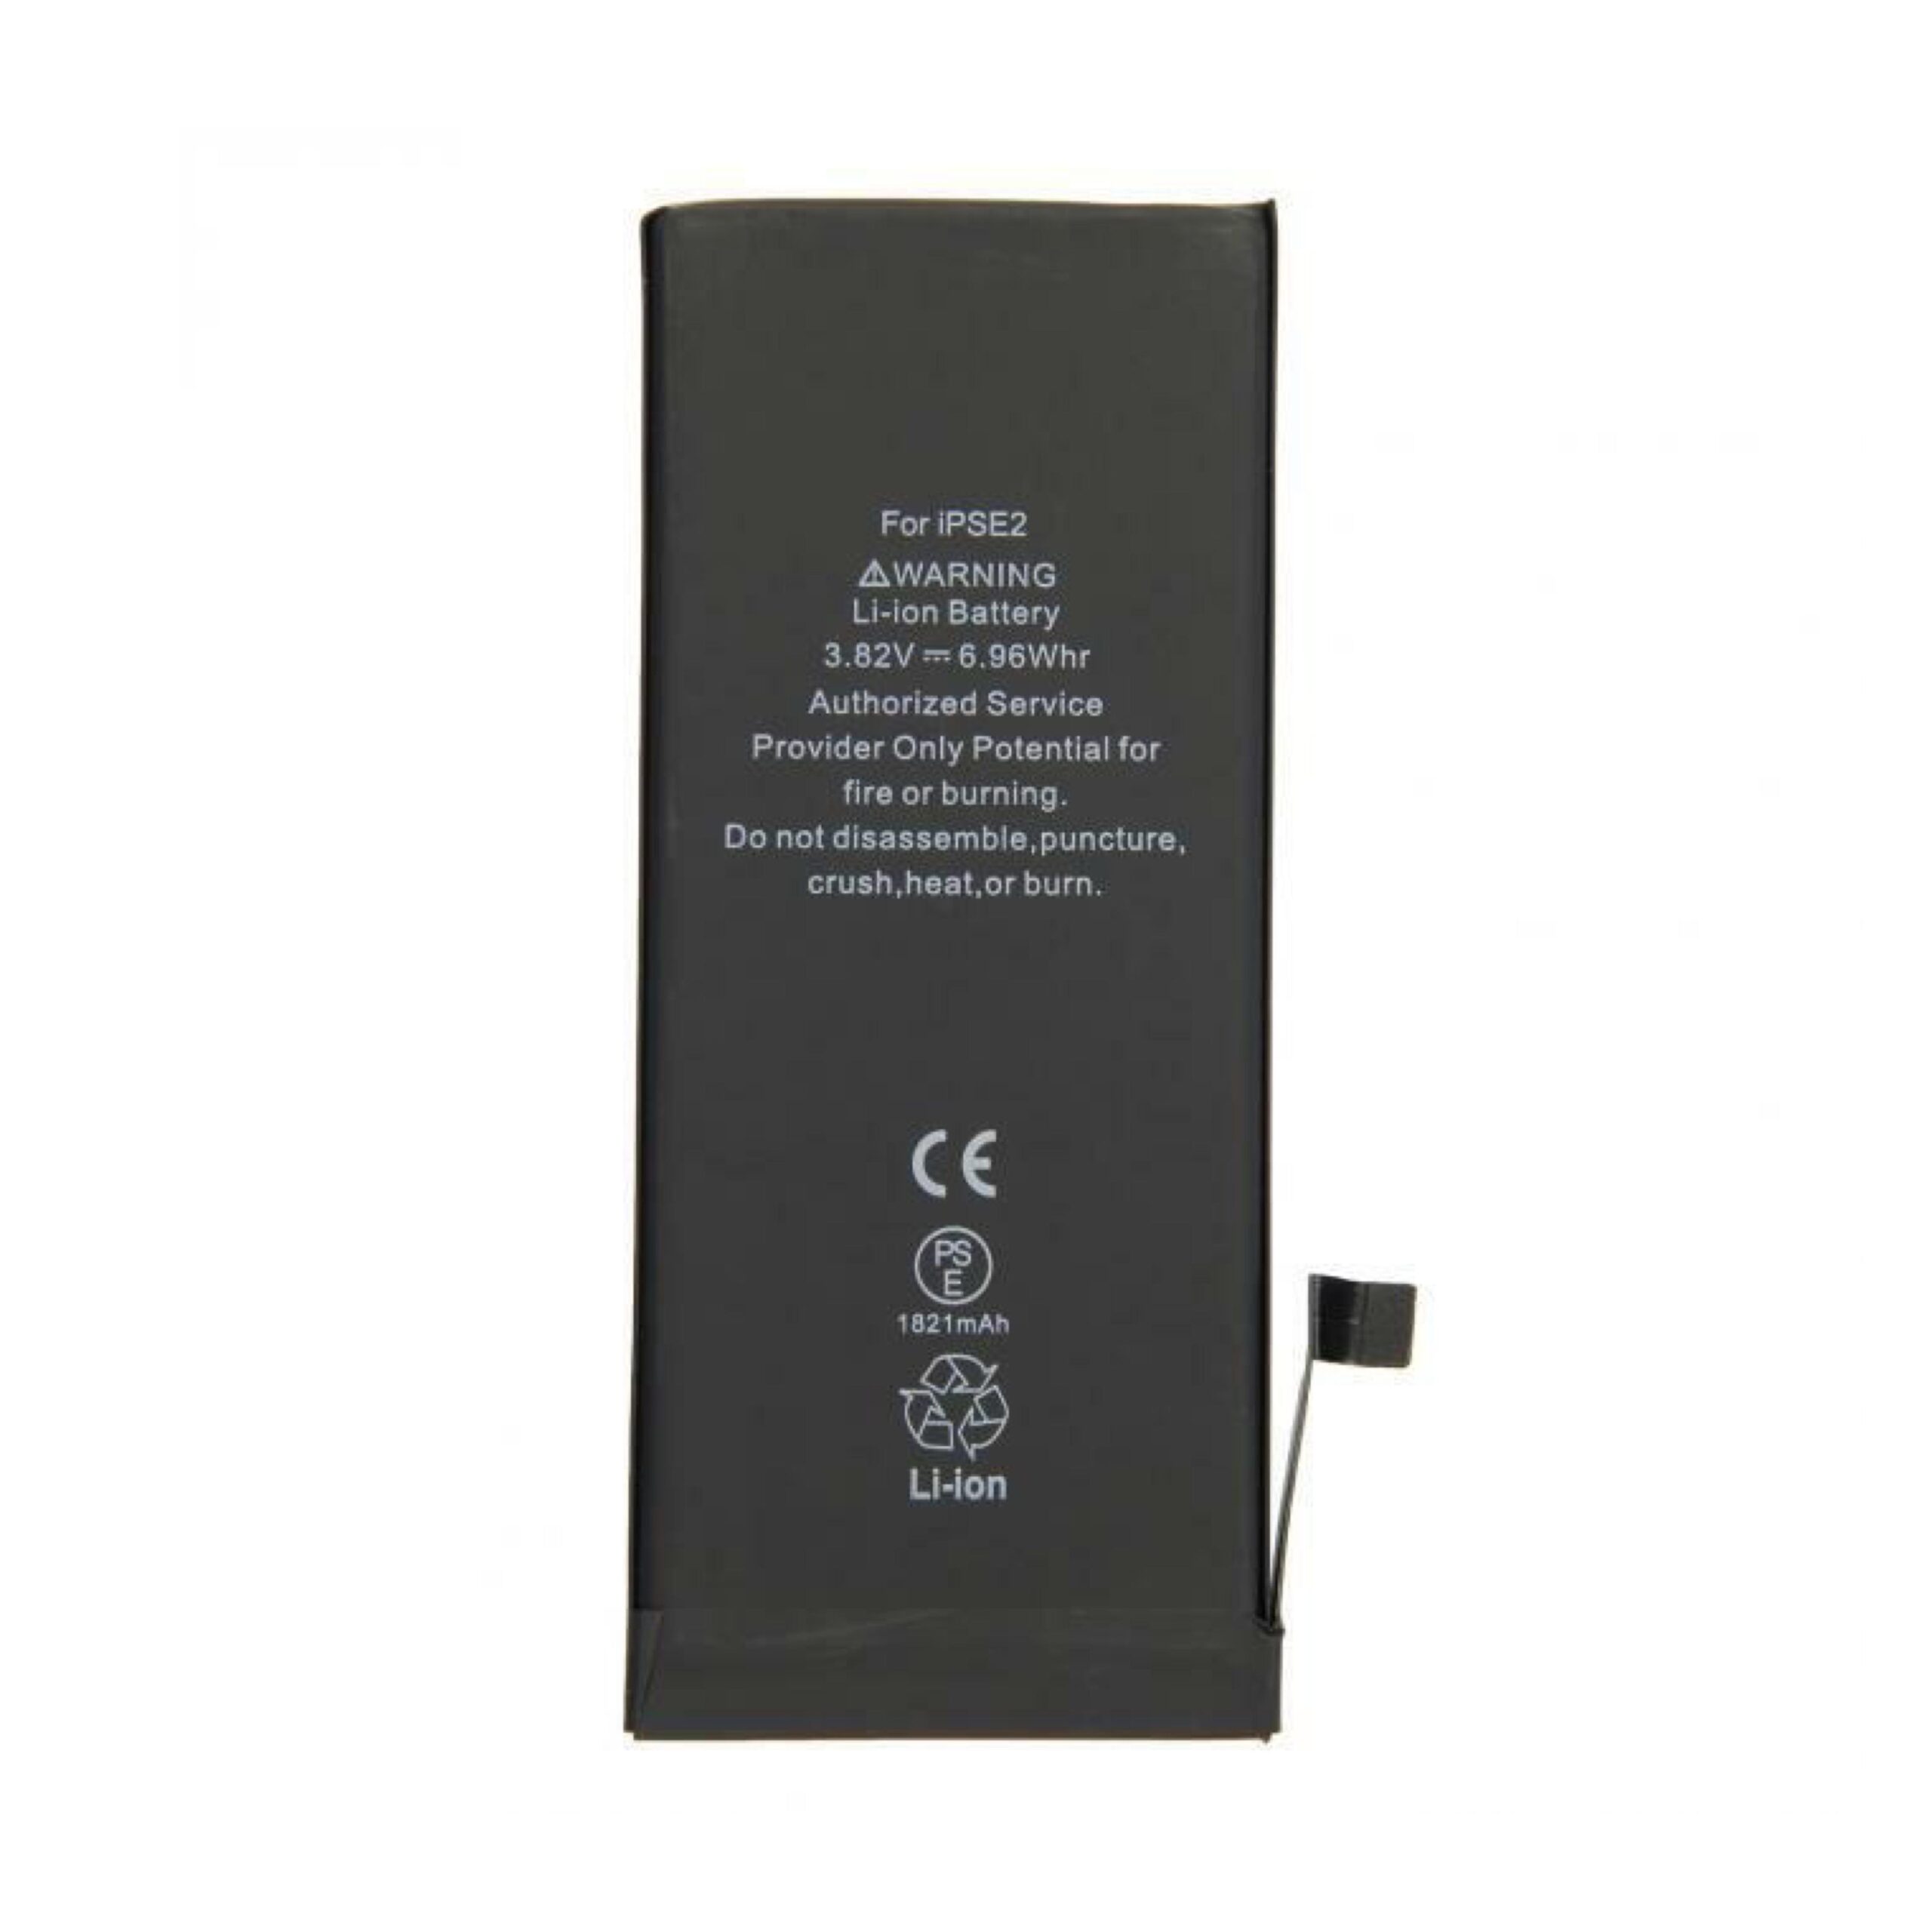 For iPSE2
⚠WARNING
Li-ion Battery
3.82V ⎓ 6.96Whr
Authorized Service
Provider Only Potential for
fire or burning.
Do not disassemble,puncture,
crush,heat,or burn.
CE
PS
E
1821mAh
Li-ion